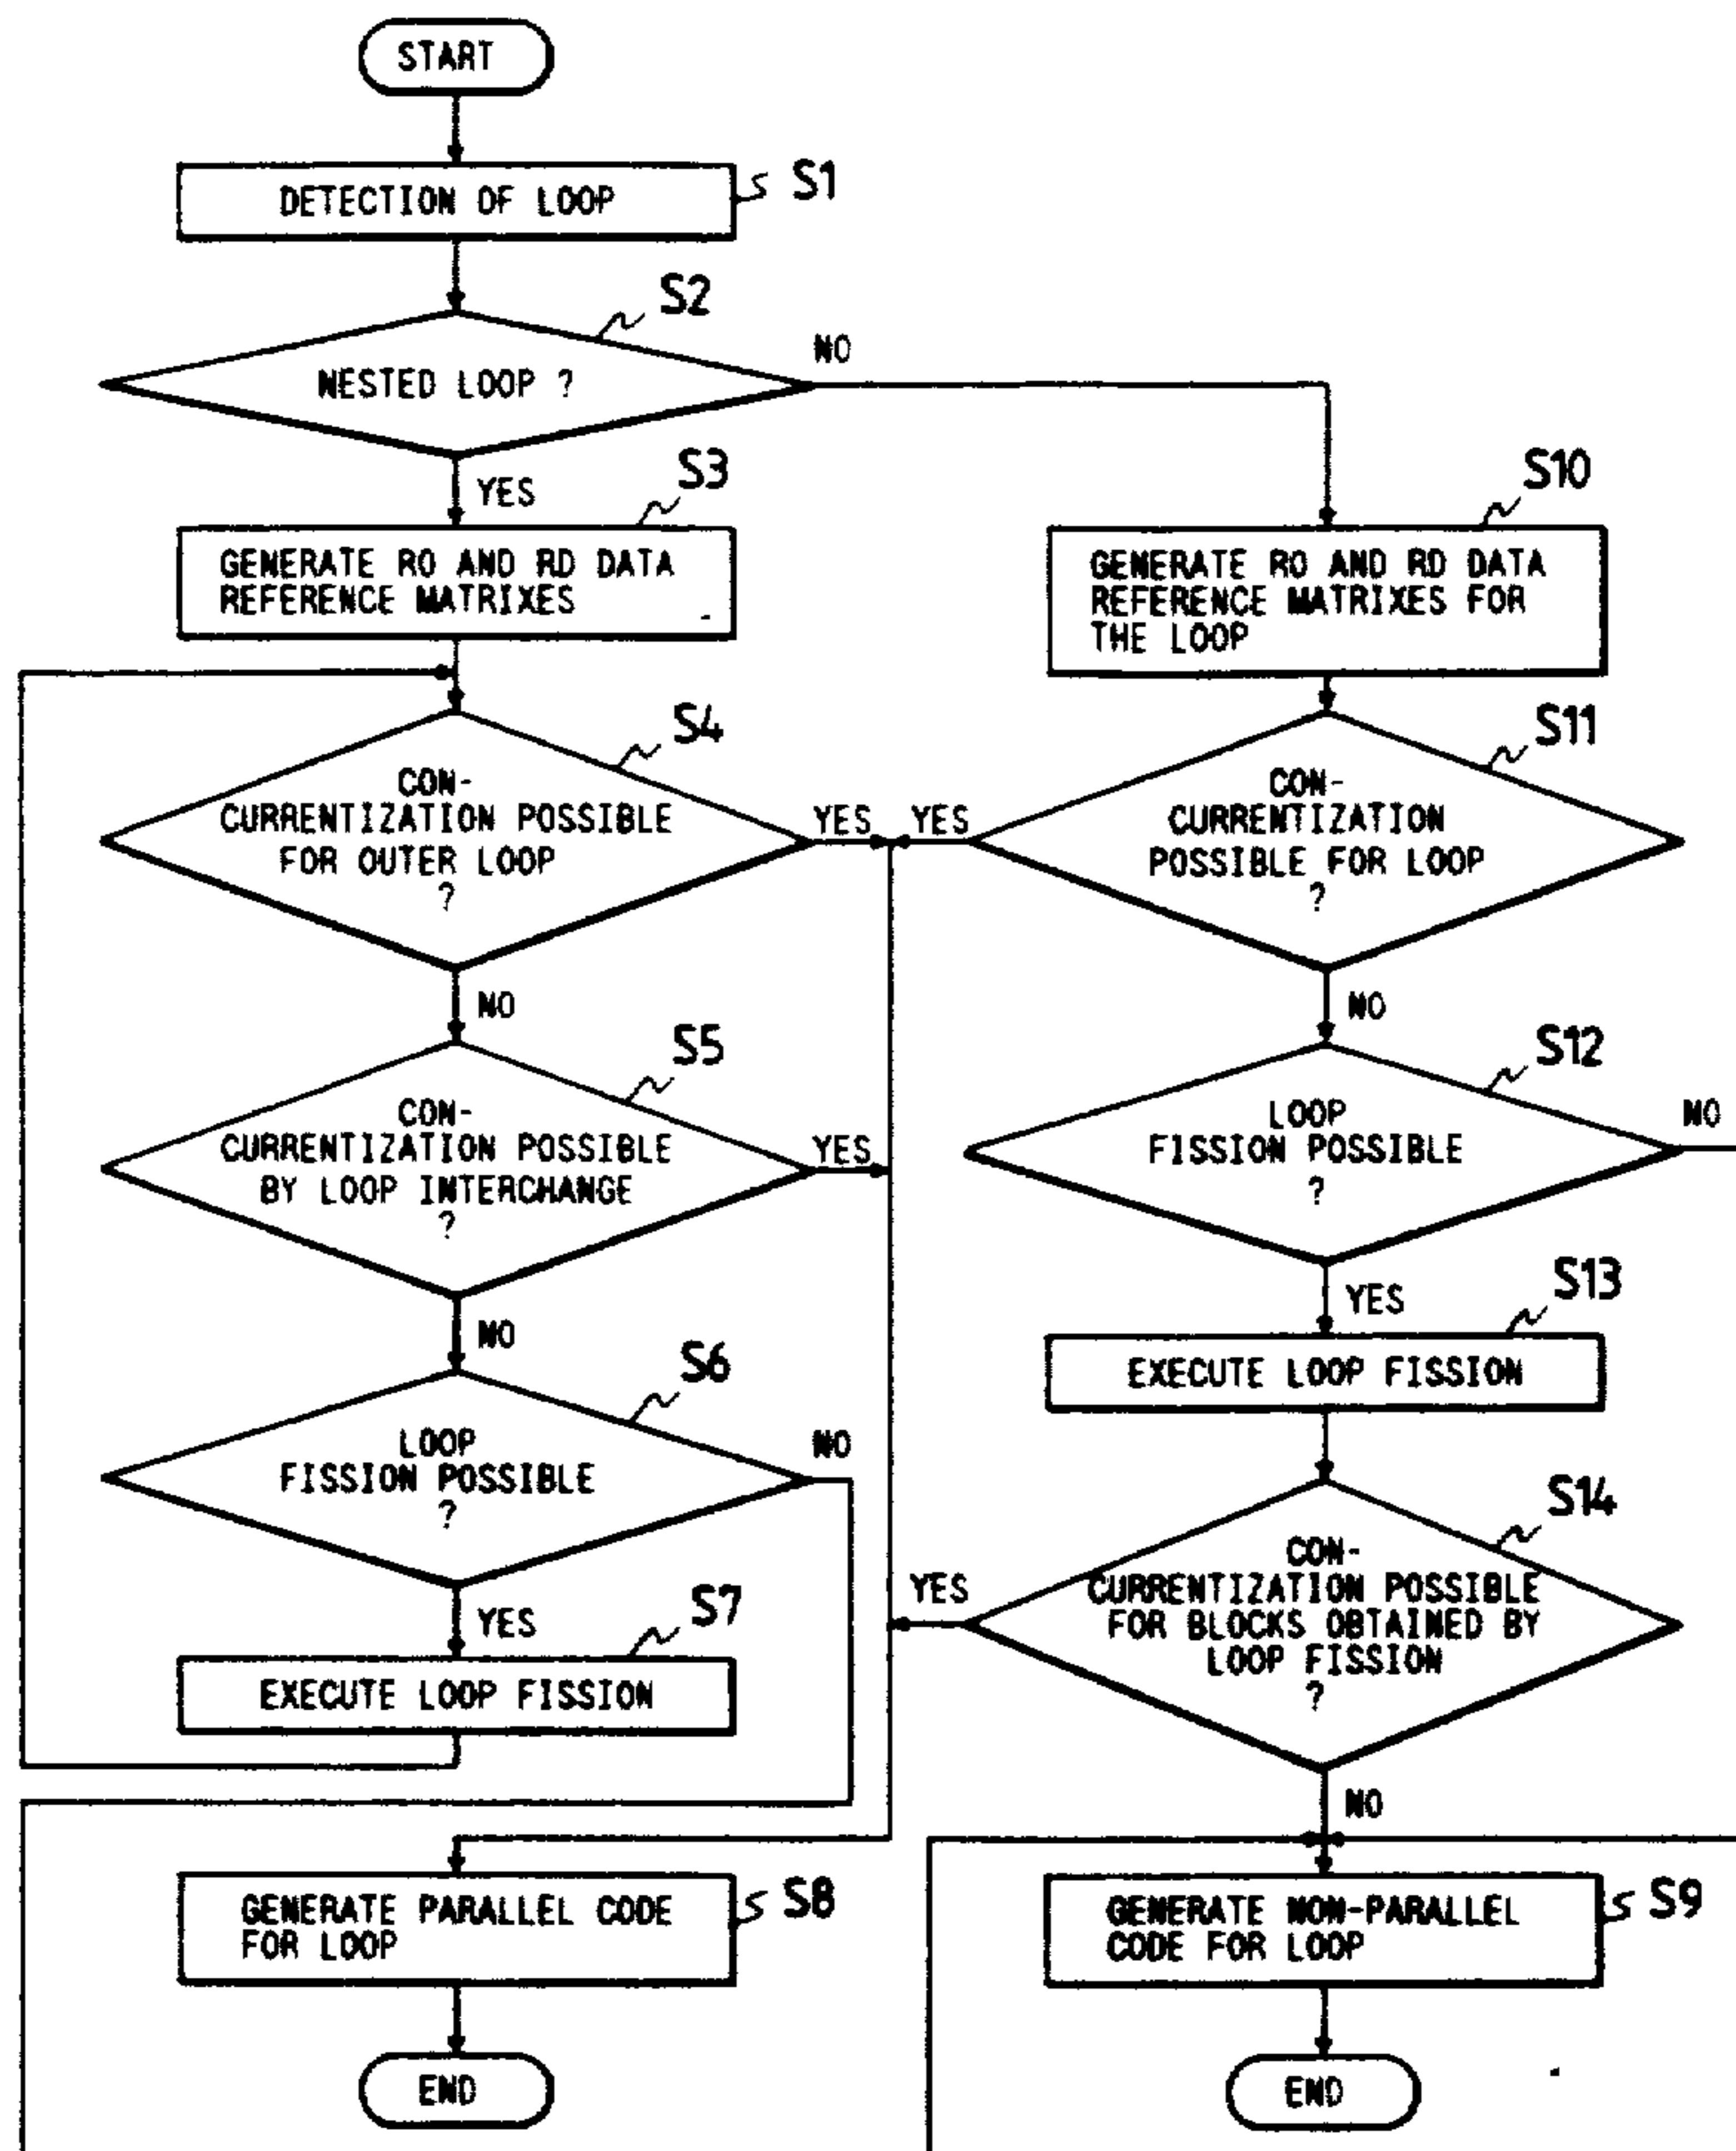 START
DETECTION OF LOOP
S1
S2
NESTED LOOP ?
NO
YES
S3
GENERATE RO AND RD DATA
REFERENCE MATRIXES
S10
GENERATE RO AND RD DATA
REFERENCE MATRIXES FOR
THE LOOP
S4
CON-
CURRENTIZATION POSSIBLE
FOR OUTER LOOP
?
YES
NO
S11
CON-
CURRENTIZATION
POSSIBLE FOR LOOP
?
YES
NO
S5
CON-
CURRENTIZATION POSSIBLE
BY LOOP INTERCHANGE
?
YES
NO
S12
LOOP
FISSION POSSIBLE
?
NO
YES
S6
LOOP
FISSION POSSIBLE
?
NO
YES
S13
EXECUTE LOOP FISSION
S7
EXECUTE LOOP FISSION
S14
CON-
CURRENTIZATION POSSIBLE
FOR BLOCKS OBTAINED BY
LOOP FISSION
?
YES
NO
GENERATE PARALLEL CODE
FOR LOOP
S8
GENERATE NON-PARALLEL
CODE FOR LOOP
S9
END
END